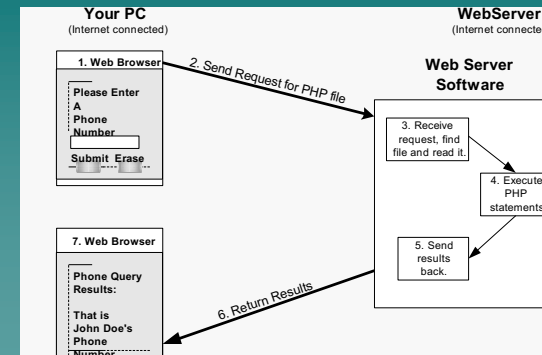 Your PC
(Internet connected)
WebServer
(Internet connecte
1. Web Browser
Please Enter
A
Phone
Number
Submit Erase
2. Send Request for PHP file
Web Server
Software
3. Receive
request, find
file and read it.
4. Execute
PHP
statements
5. Send
results
back.
6. Return Results
7. Web Browser
Phone Query
Results:
That is
John Doe's
Phone
Number